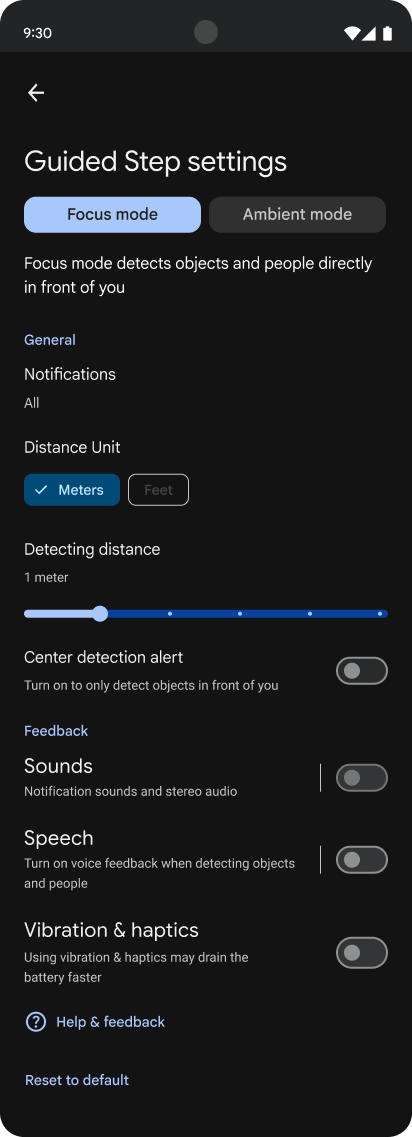 9:30
Guided Step settings
Focus mode
Ambient mode
Focus mode detects objects and people directly
in front of you
General
Notifications
All
Distance Unit
Meters
Feet
Detecting distance
1 meter
Center detection alert
Turn on to only detect objects in front of you
Feedback
Sounds
Notification sounds and stereo audio
Speech
Turn on voice feedback when detecting objects
and people
Vibration & haptics
Using vibration & haptics may drain the
battery faster
Help & feedback
Reset to default